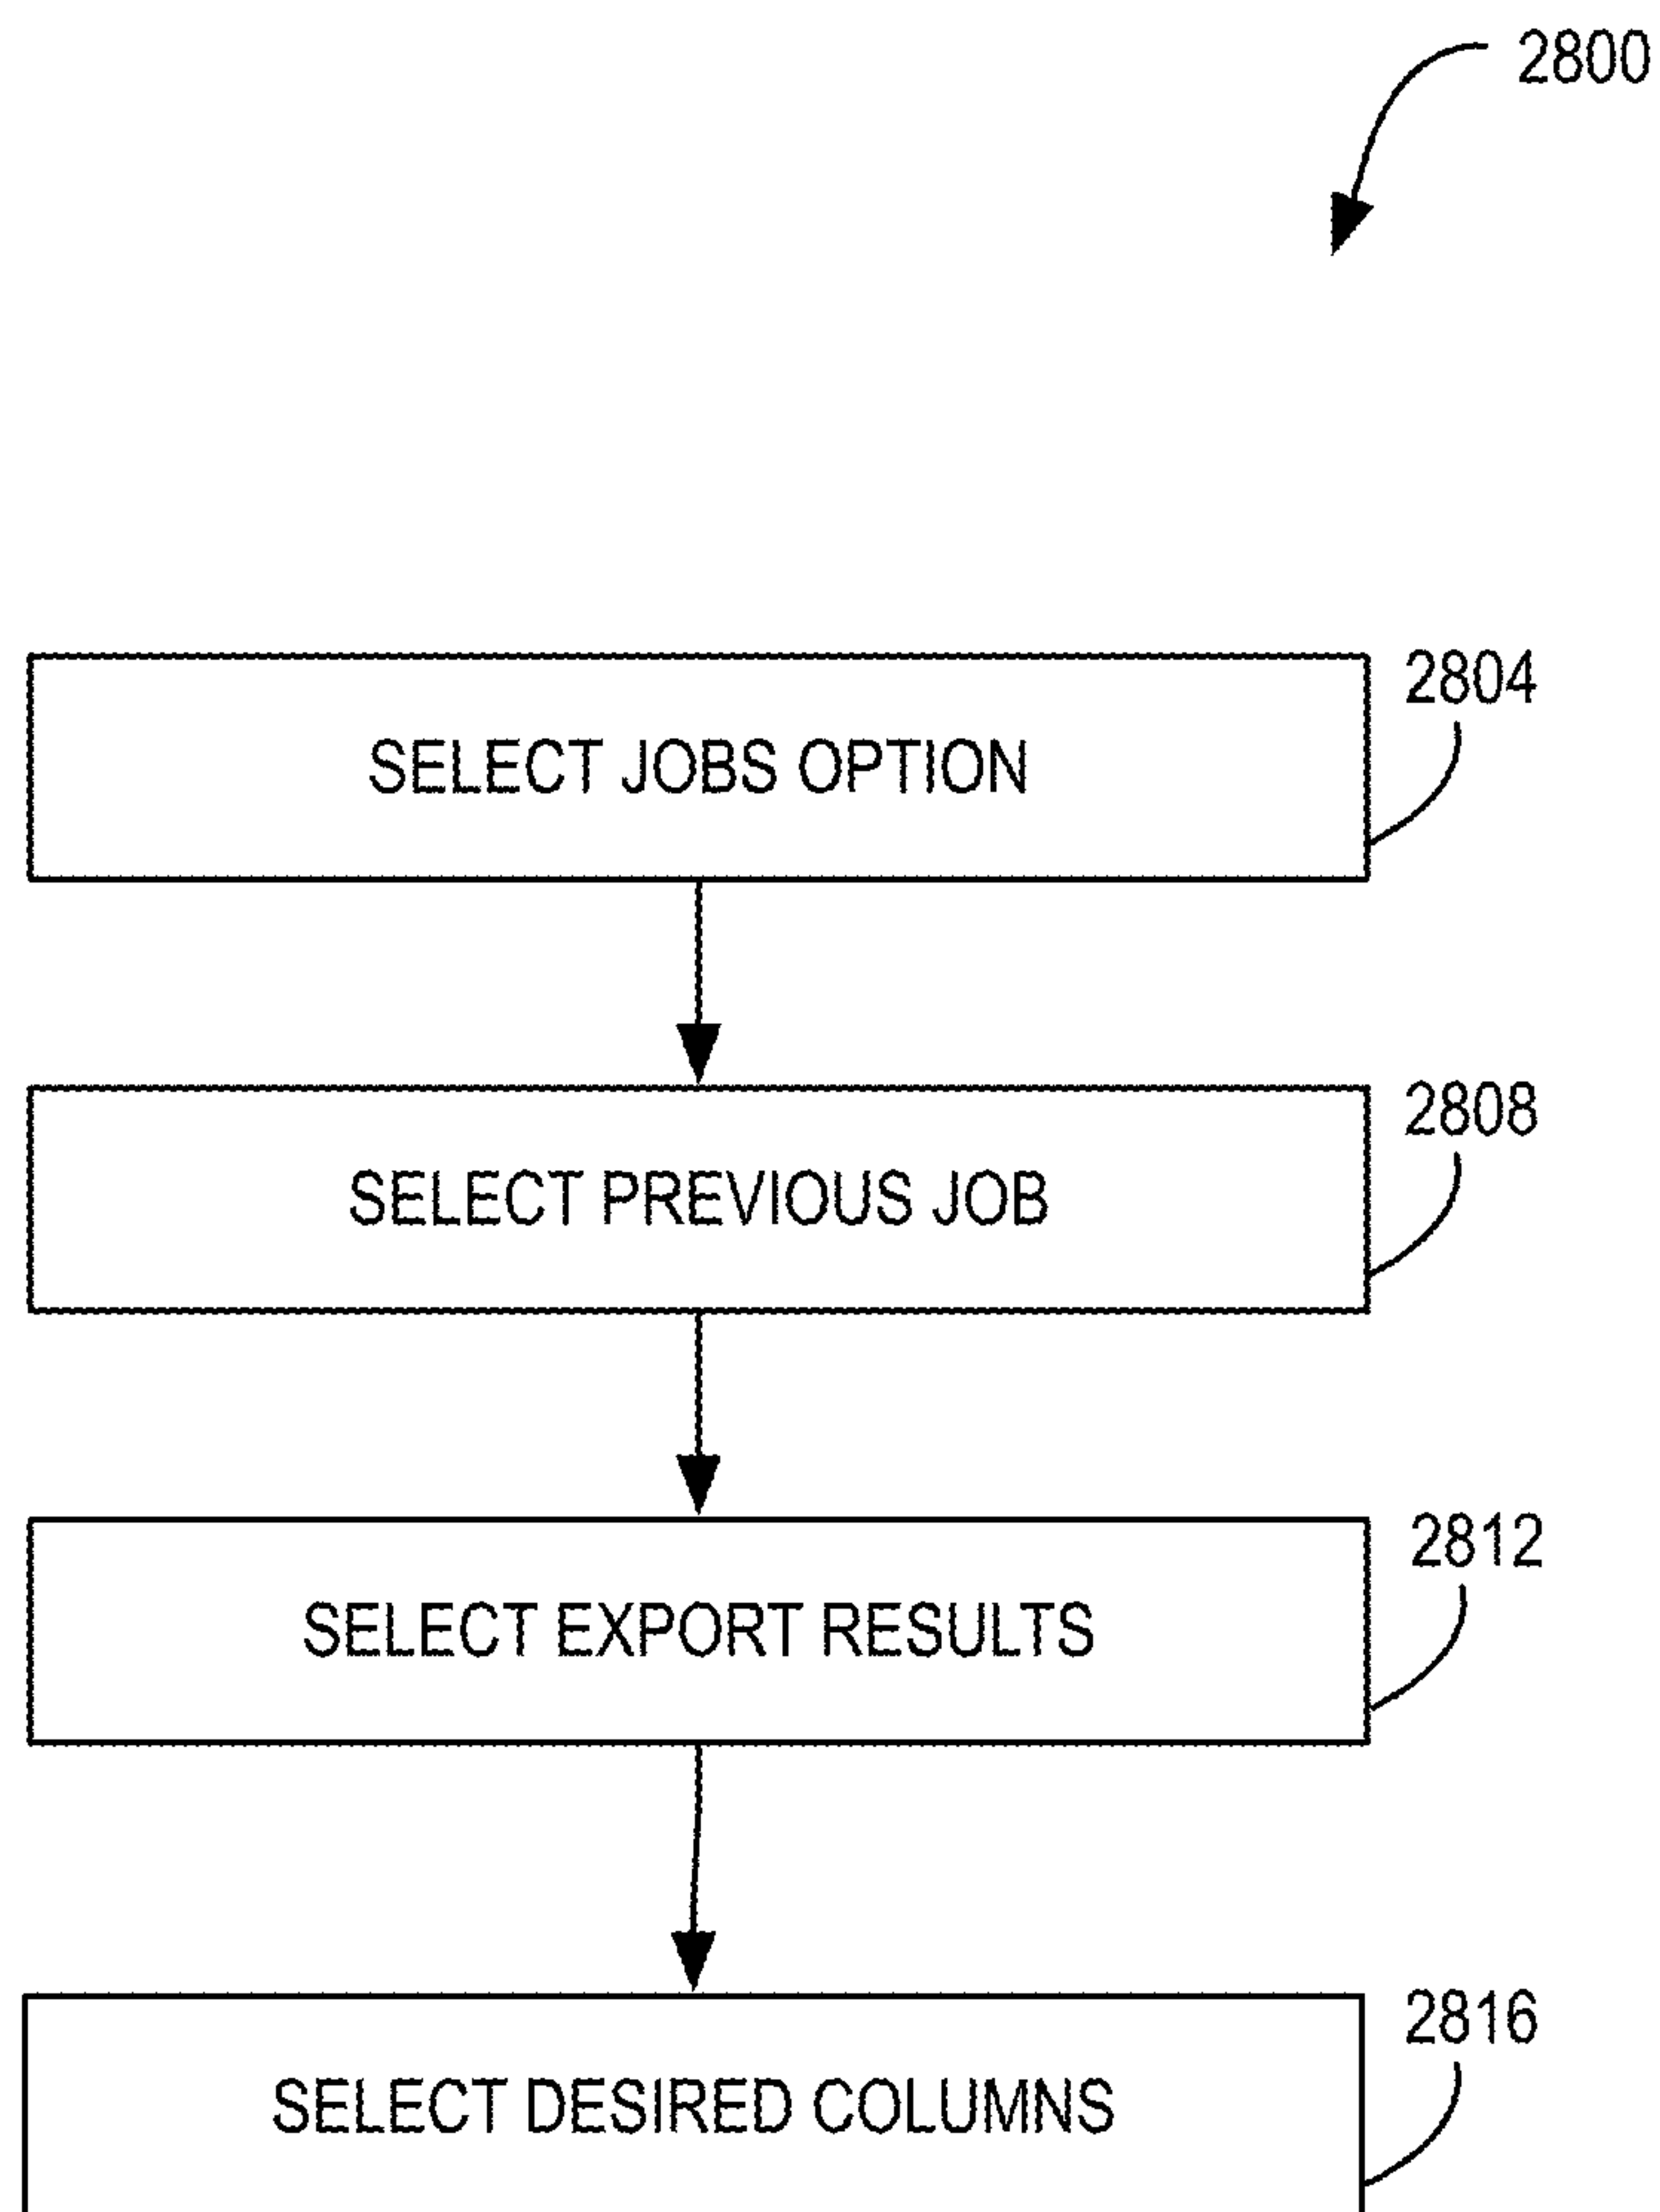 2800
2804
SELECT JOBS OPTION
2808
SELECT PREVIOUS JOB
2812
SELECT EXPORT RESULTS
2816
SELECT DESIRED COLUMNS